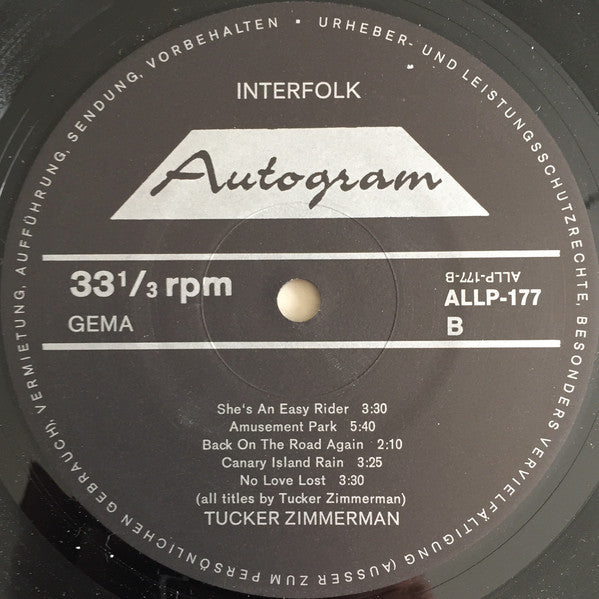 URHEBER- UND LEISTUNGSSCHUTZRECHTE, BESONDERS VERVIELFÄLTIGUNG (AUSSER ZUM PERSÖNLICHEN GEBRAUCH), VERMIETUNG, AUFFÜHRUNG, SENDUNG, VORBEHALTEN •
INTERFOLK
Autogram
33 1/3 rpm
GEMA
ALLP-177-B
ALLP-177
B
She's An Easy Rider 3:30
Amusement Park 5:40
Back On The Road Again 2:10
Canary Island Rain 3:25
No Love Lost 3:30
(all titles by Tucker Zimmerman)
TUCKER ZIMMERMAN